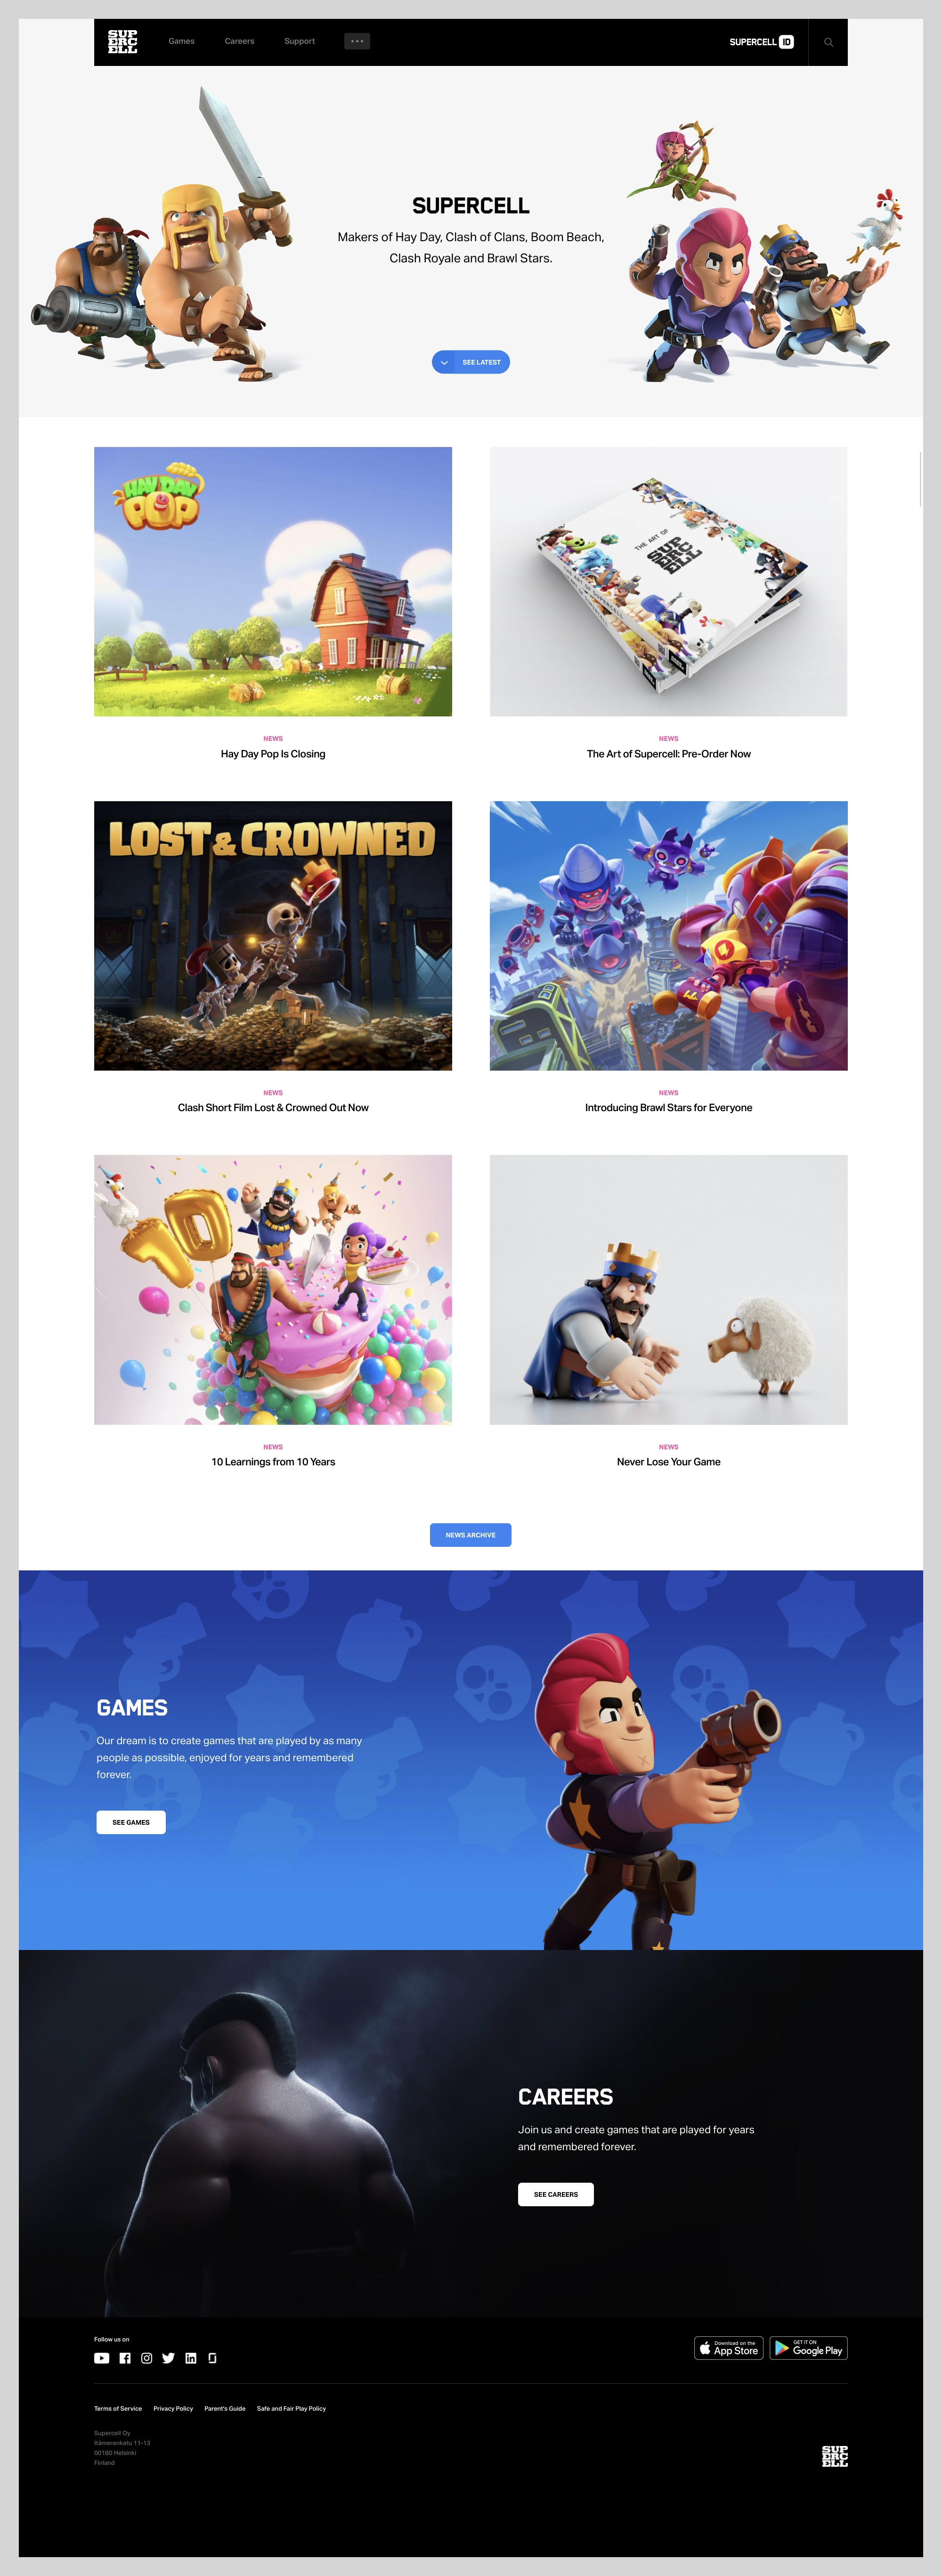 SUP
ERC
ELL
Games
Careers
Support
SUPERCELL ID
SUPERCELL
Makers of Hay Day, Clash of Clans, Boom Beach,
Clash Royale and Brawl Stars.
SEE LATEST
HAY DAY
POP
THE ART OF
SUP
ERC
ELL
NEWS
Hay Day Pop Is Closing
NEWS
The Art of Supercell: Pre-Order Now
LOST & CROWNED
NEWS
Clash Short Film Lost & Crowned Out Now
NEWS
Introducing Brawl Stars for Everyone
10
NEWS
10 Learnings from 10 Years
NEWS
Never Lose Your Game
NEWS ARCHIVE
GAMES
Our dream is to create games that are played by as many
people as possible, enjoyed for years and remembered
forever.
SEE GAMES
CAREERS
Join us and create games that are played for years
and remembered forever.
SEE CAREERS
Follow us on
Download on the
App Store
GET IT ON
Google Play
Terms of Service
Privacy Policy
Parent's Guide
Safe and Fair Play Policy
Supercell Oy
Itämerenkatu 11-13
00180 Helsinki
Finland
SUP
ERC
ELL